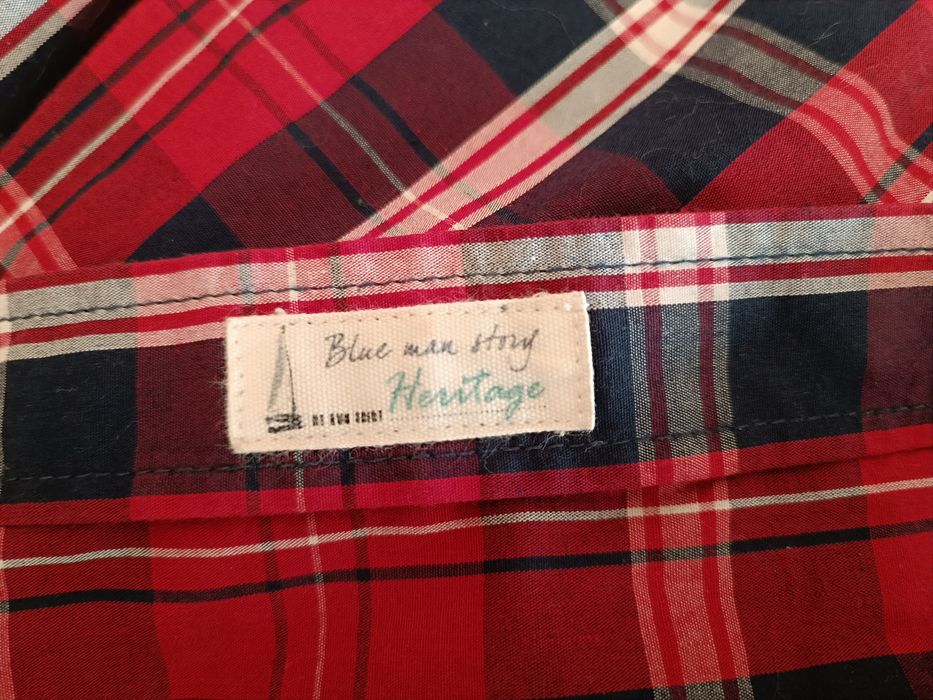 Blue man story
Heritage